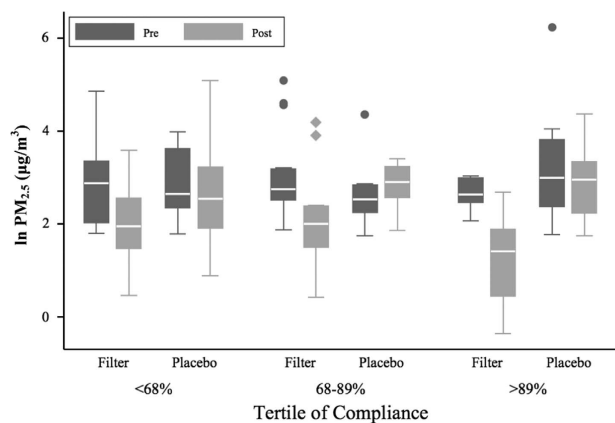 Pre Post
ln PM2.5 (µg/m³)
6
4
2
0
Filter Placebo Filter Placebo Filter Placebo
<68% 68-89% >89%
Tertile of Compliance